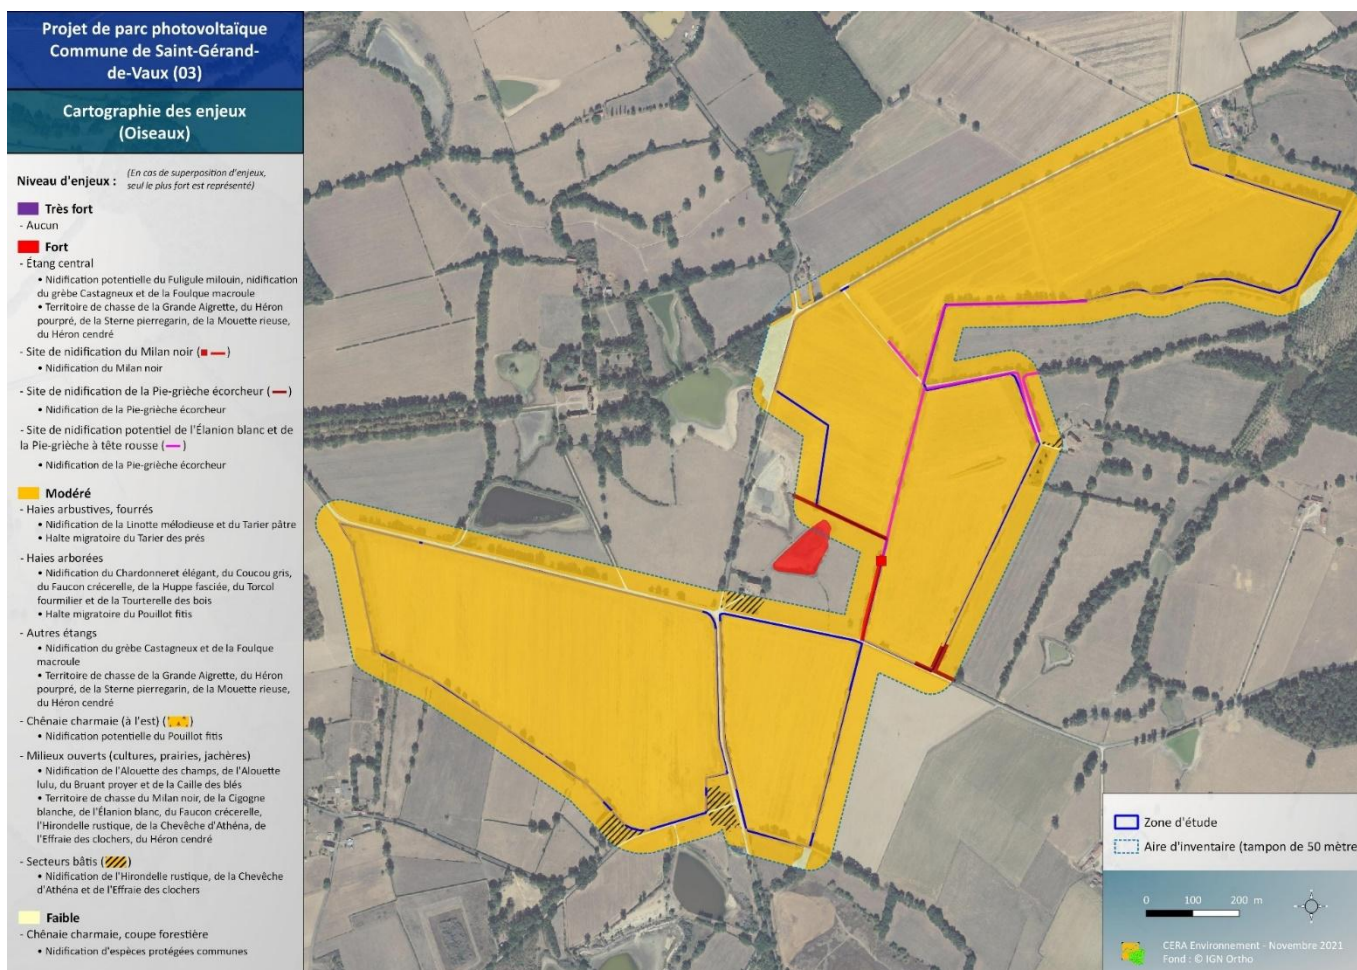 Projet de parc photovoltaïque
Commune de Saint-Gérand-
de-Vaux (03)
Cartographie des enjeux
(Oiseaux)
Niveau d'enjeux :
(En cas de superposition d'enjeux,
seul le plus fort est représenté)
Très fort
- Aucun
Fort
- Étang central
• Nidification potentielle du Fuligule milouin, nidification
du grèbe Castagneux et de la Foulque macroule
• Territoire de chasse de la Grande Aigrette, du Héron
pourpré, de la Sterne pierregarin, de la Mouette rieuse,
du Héron cendré
- Site de nidification du Milan noir ( )
• Nidification du Milan noir
- Site de nidification de la Pie-grièche écorcheur ( )
• Nidification de la Pie-grièche écorcheur
- Site de nidification potentiel de l'Élanion blanc et de
la Pie-grièche à tête rousse ( )
• Nidification de la Pie-grièche écorcheur
Modéré
- Haies arbustives, fourrés
• Nidification de la Linotte mélodieuse et du Tarier pâtre
• Halte migratoire du Tarier des prés
- Haies arborées
• Nidification du Chardonneret élégant, du Coucou gris,
du Faucon crécerelle, de la Huppe fasciée, du Torcol
fourmilier et de la Tourterelle des bois
• Halte migratoire du Pouillot fitis
- Autres étangs
• Nidification du grèbe Castagneux et de la Foulque
macroule
• Territoire de chasse de la Grande Aigrette, du Héron
pourpré, de la Sterne pierregarin, de la Mouette rieuse,
du Héron cendré
- Chênaie charmaie (à l'est) ( )
• Nidification potentielle du Pouillot fitis
- Milieux ouverts (cultures, prairies, jachères)
• Nidification de l'Alouette des champs, de l'Alouette
lulu, du Bruant proyer et de la Caille des blés
• Territoire de chasse du Milan noir, de la Cigogne
blanche, de l'Élanion blanc, du Faucon crécerelle,
l'Hirondelle rustique, de la Chevêche d'Athéna, de
l'Effraie des clochers, du Héron cendré
- Secteurs bâtis ( )
• Nidification de l'Hirondelle rustique, de la Chevêche
d'Athéna et de l'Effraie des clochers
Faible
- Chênaie charmaie, coupe forestière
• Nidification d'espèces protégées communes
Zone d'étude
Aire d'inventaire (tampon de 50 mètre
0 100 200 m
CERA Environnement - Novembre 2021
Fond : © IGN Ortho